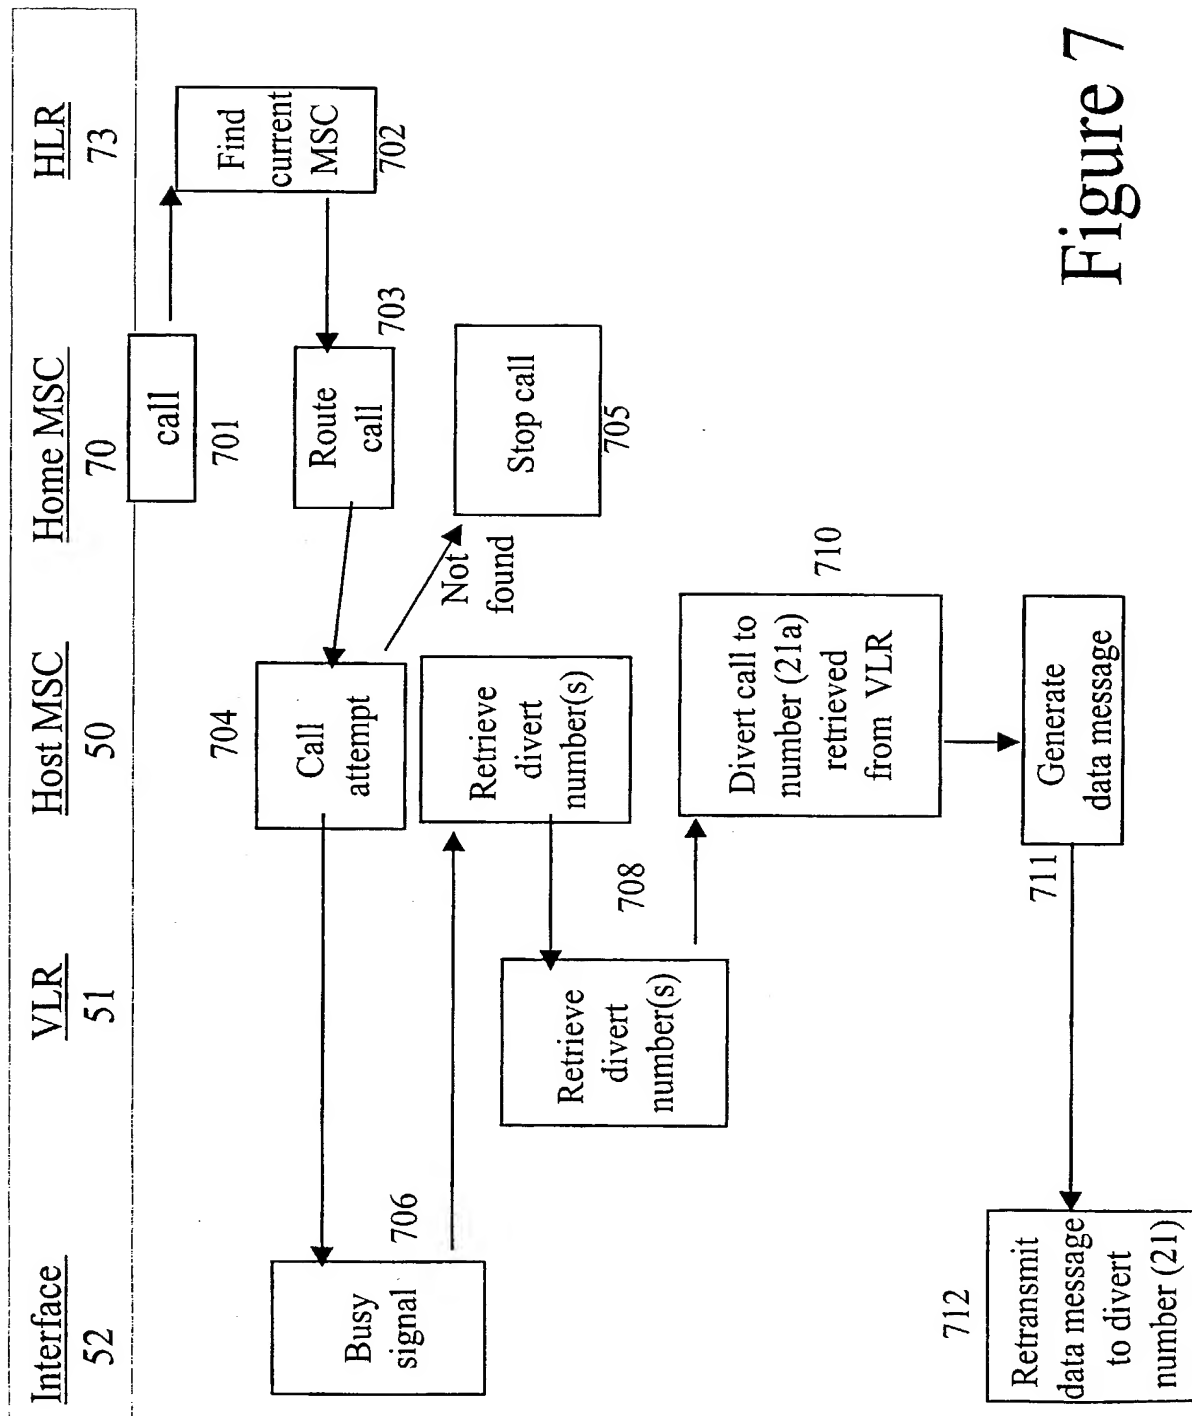 Interface
52
VLR
51
Host MSC
50
Home MSC
70
HLR
73
call
701
Find
current
MSC
702
Route
call
703
704
Call
attempt
Not
found
Stop call
705
Busy
signal
706
Retrieve
divert
number(s)
Retrieve
divert
number(s)
708
Divert call to
number (21a)
retrieved
from VLR
710
Generate
data message
711
712
Retransmit
data message
to divert
number (21)
Figure 7